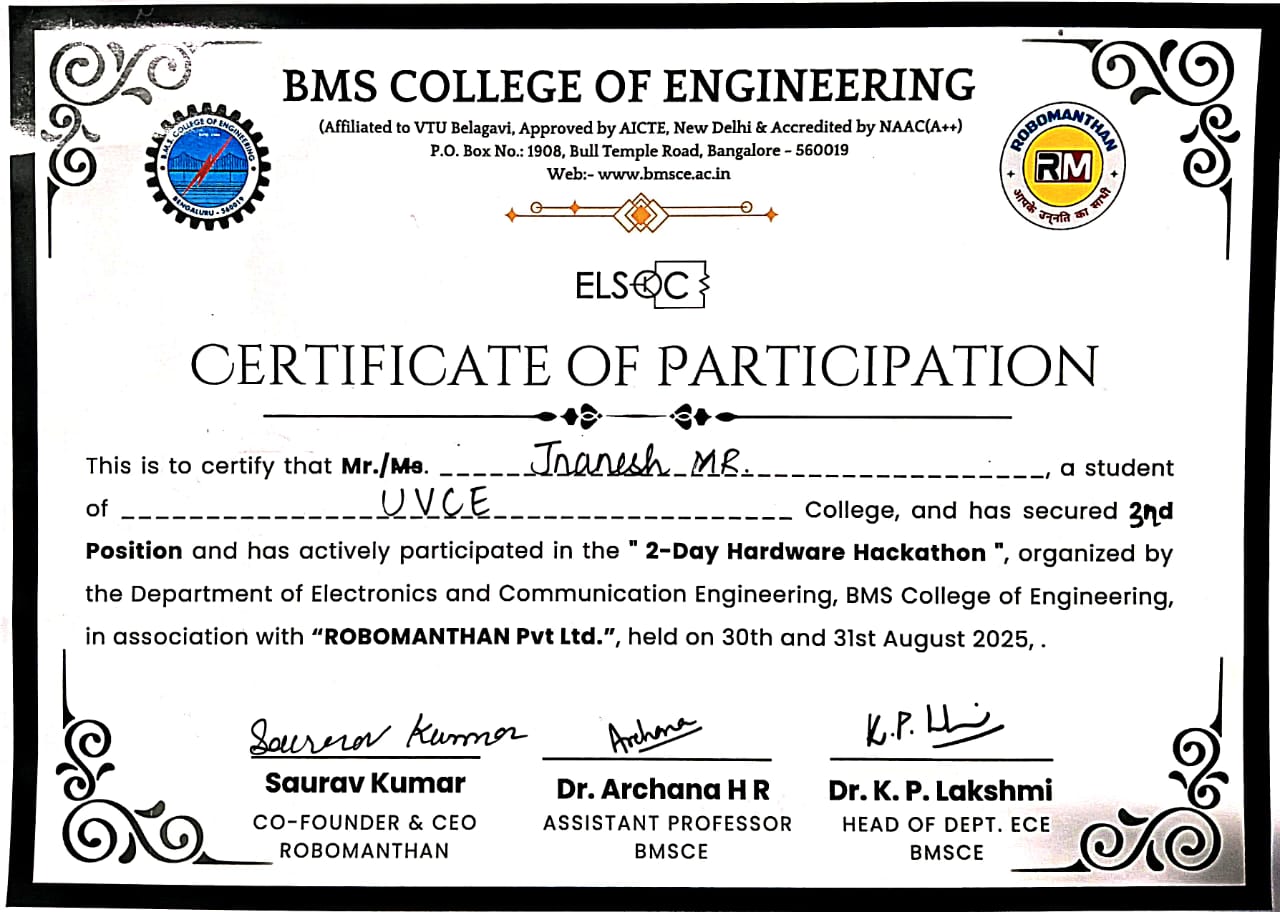 BMS COLLEGE OF ENGINEERING
(Affiliated to VTU Belagavi, Approved by AICTE, New Delhi & Accredited by NAAC(A++)
P.O. Box No.: 1908, Bull Temple Road, Bangalore - 560019
Web:- www.bmsce.ac.in
B.M.S. COLLEGE OF ENGINEERING
BENGALURU - 560019
ROBOMANTHAN
RM
आपके उन्नति का साथी
ELSOC
CERTIFICATE OF PARTICIPATION
This is to certify that Mr./Ms. Jnanesh MR. , a student
of UVCE College, and has secured 3nd
Position and has actively participated in the " 2-Day Hardware Hackathon ", organized by
the Department of Electronics and Communication Engineering, BMS College of Engineering,
in association with “ROBOMANTHAN Pvt Ltd.”, held on 30th and 31st August 2025, .
Saurav Kumar Archana K.P. Lakshmi
Saurav Kumar Dr. Archana H R Dr. K. P. Lakshmi
CO-FOUNDER & CEO ASSISTANT PROFESSOR HEAD OF DEPT. ECE
ROBOMANTHAN BMSCE BMSCE